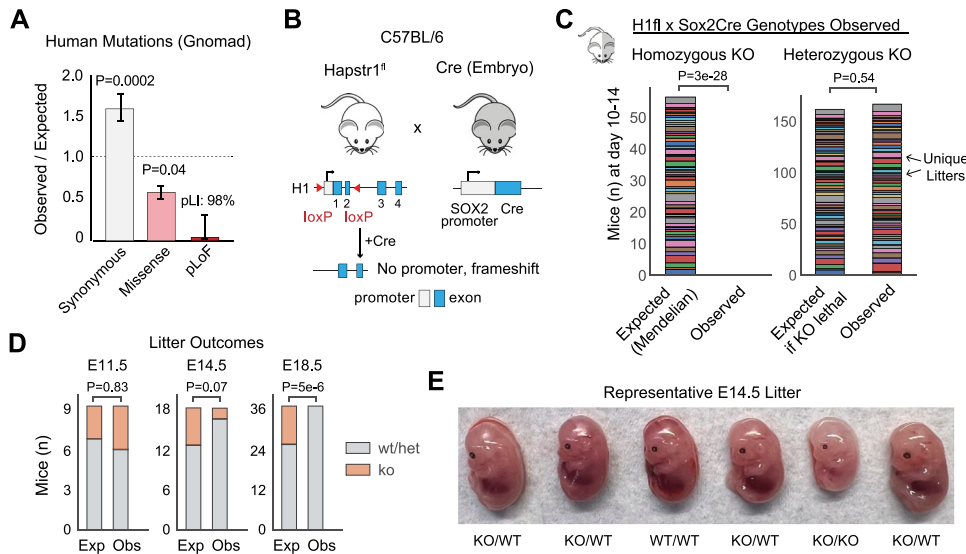 A
Human Mutations (Gnomad)
Observed / Expected
2.0
1.0
0.5
0
P=0.0002
P=0.04
pLI: 98%
Synonymous
Missense
pLoF
B
C57BL/6
Hapstr1fl
Cre (Embryo)
x
H1
1 2 3 4
loxP loxP
SOX2 Cre
promoter
+Cre
No promoter, frameshift
promoter exon
C
H1fl x Sox2Cre Genotypes Observed
Homozygous KO
Heterozygous KO
P=3e-28
P=0.54
Mice (n) at day 10-14
50
40
30
20
10
0
Expected
(Mendelian)
Observed
150
100
50
0
Expected
if KO lethal
Observed
Unique
Litters
D
Litter Outcomes
E11.5 E14.5 E18.5
P=0.83 P=0.07 P=5e-6
Mice (n)
9
6
3
0
18
12
6
0
36
30
24
18
12
6
0
Exp Obs Exp Obs Exp Obs
wt/het
ko
E
Representative E14.5 Litter
KO/WT KO/WT WT/WT KO/WT KO/KO KO/WT